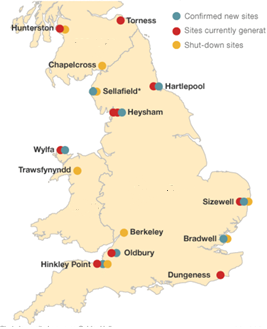 Torness
Confirmed new sites
Hunterston
Sites currently generat
Shut-down sites
Chapelcross
Sellafield*
Hartlepool
Heysham
Wylfa
Trawsfynyndd
Sizewell
Berkeley
Bradwell
Oldbury
Hinkley Point
Dungeness